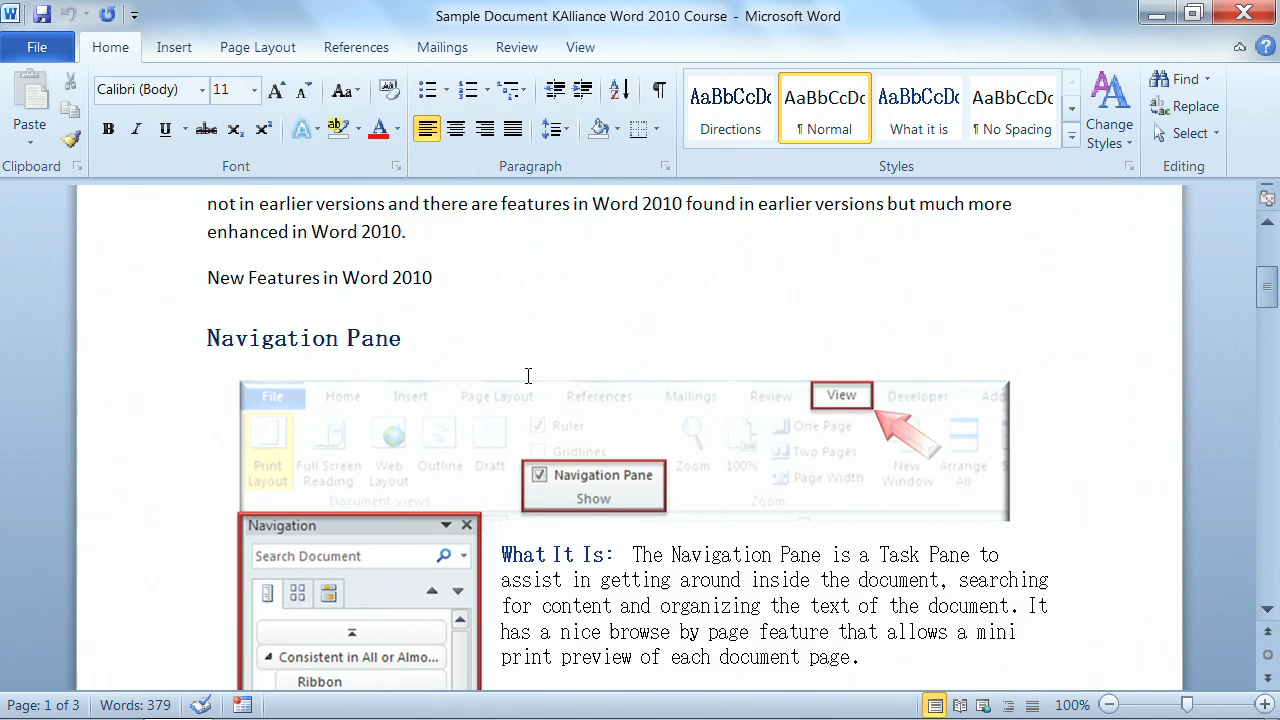 Sample Document KAlliance Word 2010 Course - Microsoft Word
File Home Insert Page Layout References Mailings Review View
Paste
Calibri (Body) 11
AaBbCcDc AaBbCcDc AaBbCcDc AaBbCcDc
Directions ¶ Normal What it is ¶ No Spacing
Change Styles
Find
Replace
Select
Clipboard Font Paragraph Styles Editing
not in earlier versions and there are features in Word 2010 found in earlier versions but much more
enhanced in Word 2010.
New Features in Word 2010
Navigation Pane
File Home Insert Page Layout References Mailings Review View Developer Add
Print Layout
Full Screen Reading
Web Layout
Outline
Draft
Ruler
Gridlines
Navigation Pane
Zoom
100%
One Page
Two Pages
Page Width
New Window
Arrange All
Document Views Show Zoom
Navigation
Search Document
Consistent in All or Almo...
Ribbon
What It Is: The Navigation Pane is a Task Pane to
assist in getting around inside the document, searching
for content and organizing the text of the document. It
has a nice browse by page feature that allows a mini
print preview of each document page.
Page: 1 of 3 Words: 379 100%